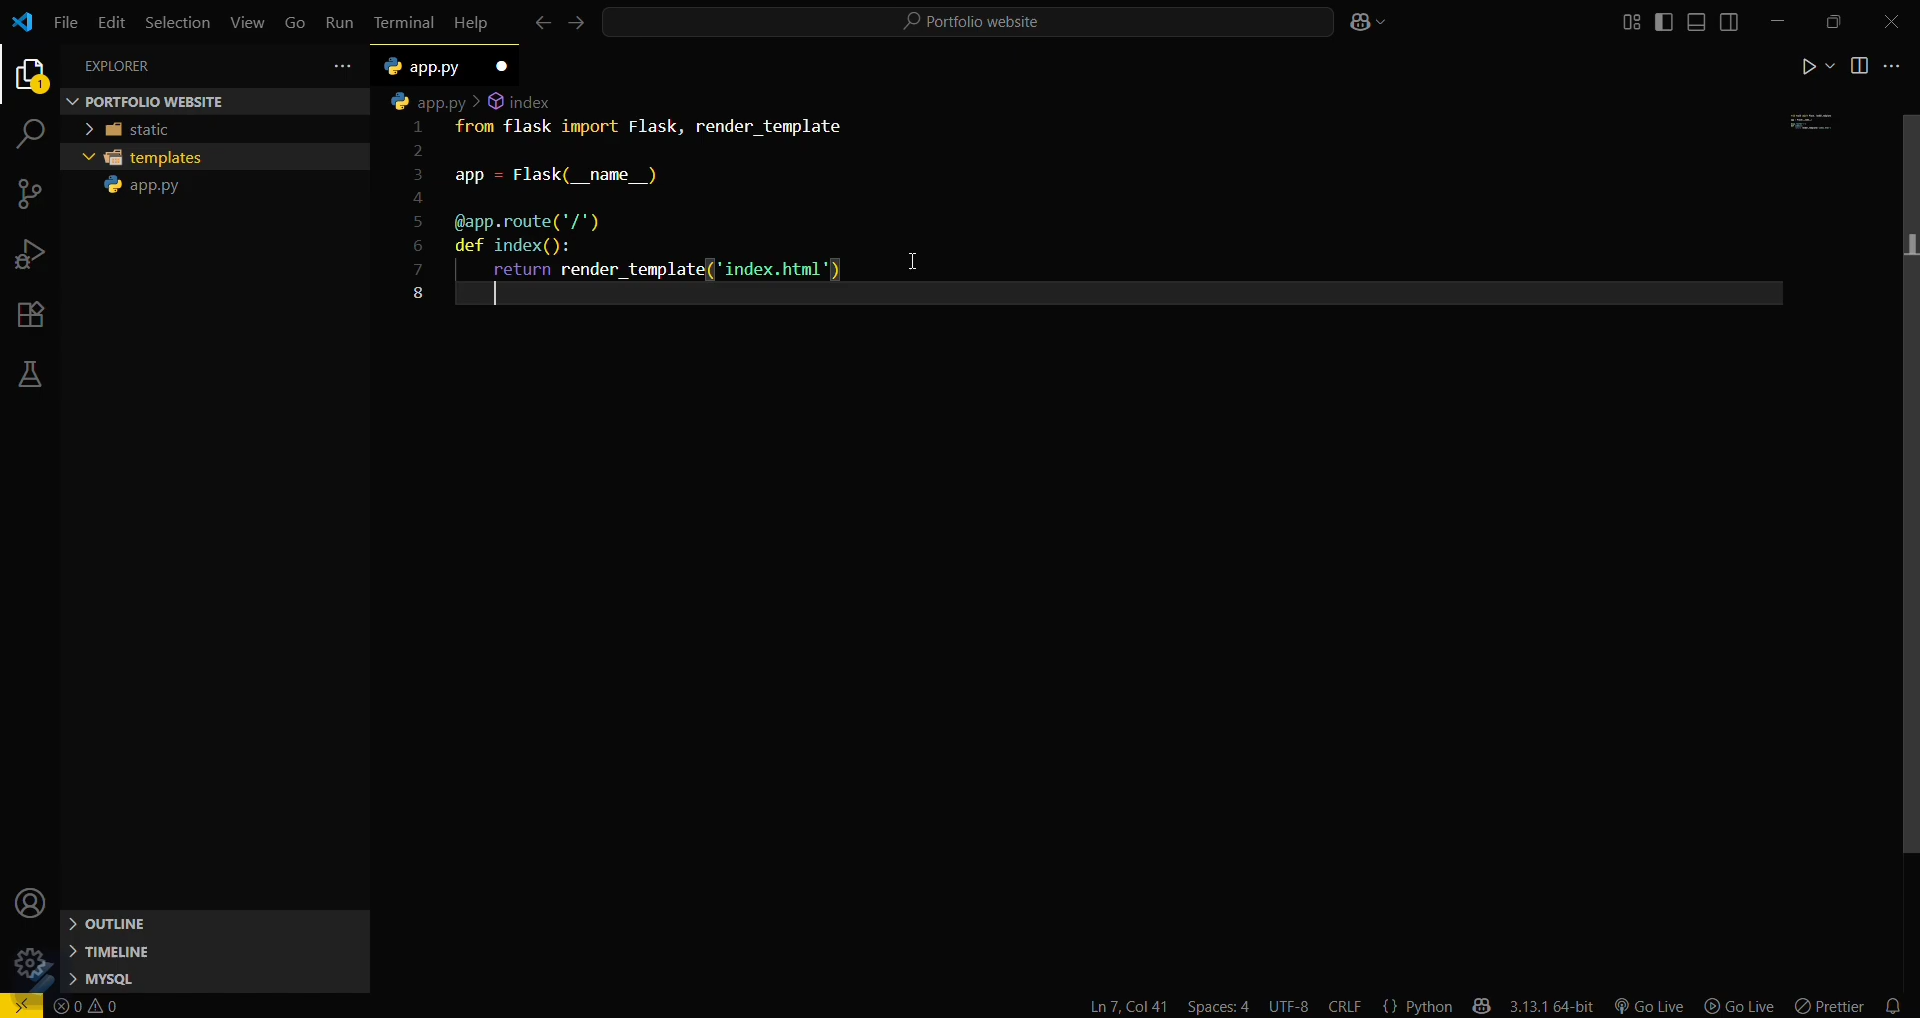 File Edit Selection View Go Run Terminal Help
Portfolio website
EXPLORER
1
PORTFOLIO WEBSITE
static
templates
app.py
app.py
app.py > index
1 from flask import Flask, render_template
2
3 app = Flask(__name__)
4
5 @app.route('/')
6 def index():
7 return render_template('index.html')
8
OUTLINE
TIMELINE
MYSQL
0 0
Ln 7, Col 41 Spaces: 4 UTF-8 CRLF {} Python 3.13.1 64-bit Go Live Go Live Prettier